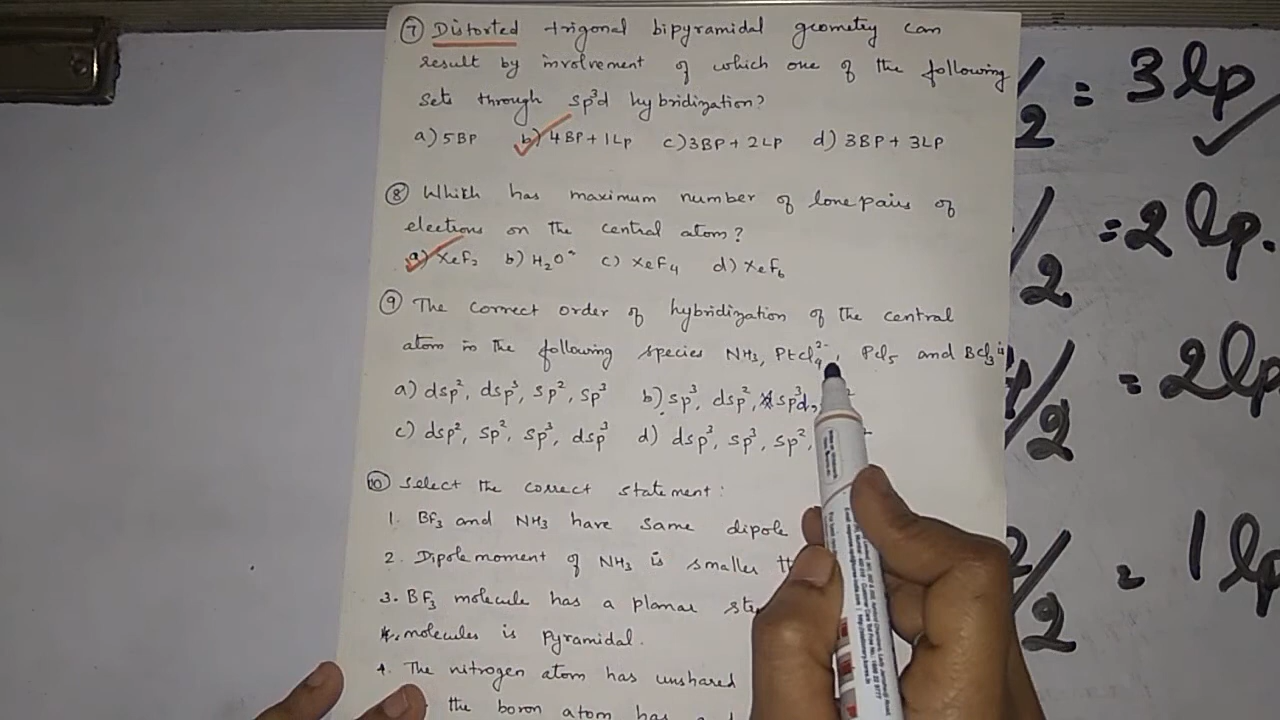 ⑦ Distorted trigonal bipyramidal geometry can
result by involvement of which one of the following
sets through sp³d hybridization?
a) 5BP b) 4BP + 1LP c) 3BP + 2LP d) 3BP + 3LP
⑧ Which has maximum number of lone pairs of
electrons on the central atom?
a) XeF₂ b) H₂O c) XeF₄ d) XeF₆
⑨ The correct order of hybridization of the central
atom in the following species NH₃, PtCl₄²⁻, PCl₅ and BCl₃ is
a) dsp², dsp³, sp², sp³ b) sp³, dsp², sp³d,
c) dsp², sp², sp³, dsp³ d) dsp³, sp³, sp²,
⑩ Select the correct statement:
1. BF₃ and NH₃ have same dipole
2. Dipole moment of NH₃ is smaller
3. BF₃ molecule has a planar
molecules is pyramidal.
4. The nitrogen atom has unshared
the boron atom has
/2 = 3lp
/2 = 2lp.
/2 = 2lp
/2 = 1lp